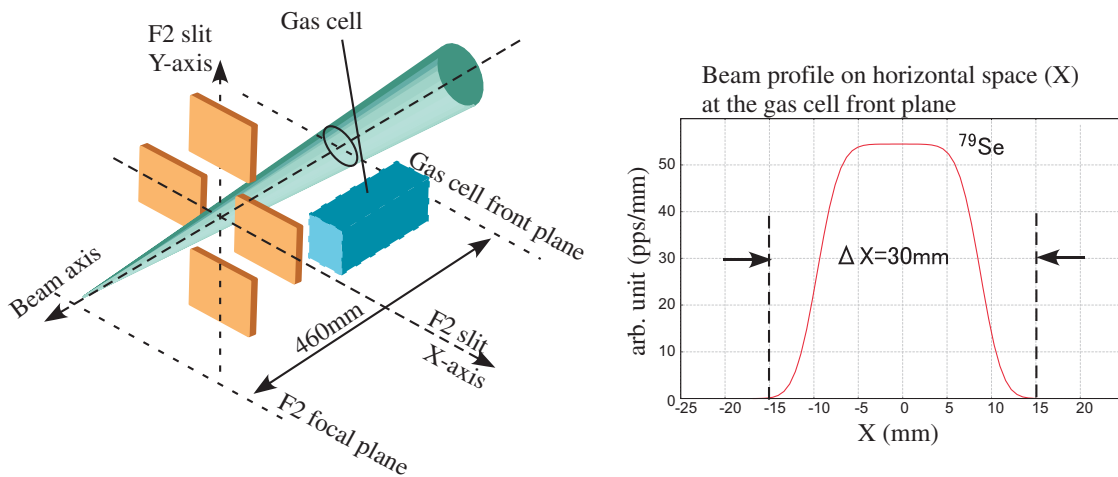 F2 slit
Y-axis
Gas cell
Gas cell front plane
Beam axis
460mm
F2 slit
X-axis
F2 focal plane
Beam profile on horizontal space (X)
at the gas cell front plane
⁷⁹Se
Δ X=30mm
arb. unit (pps/mm)
50
40
30
20
10
0
-25 -20 -15 -10 -5 0 5 10 15 20
X (mm)